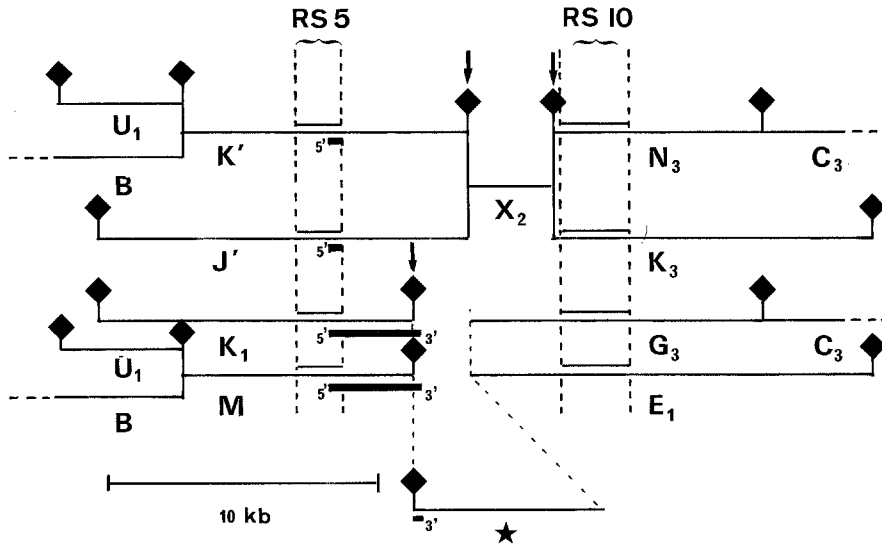 RS 5 RS 10
U₁ K' N₃ C₃
5'
B X₂
J' K₃
5'
K₁ 5' 3' G₃ C₃
U₁
B M 5' 3' E₁
10 kb 3'
★